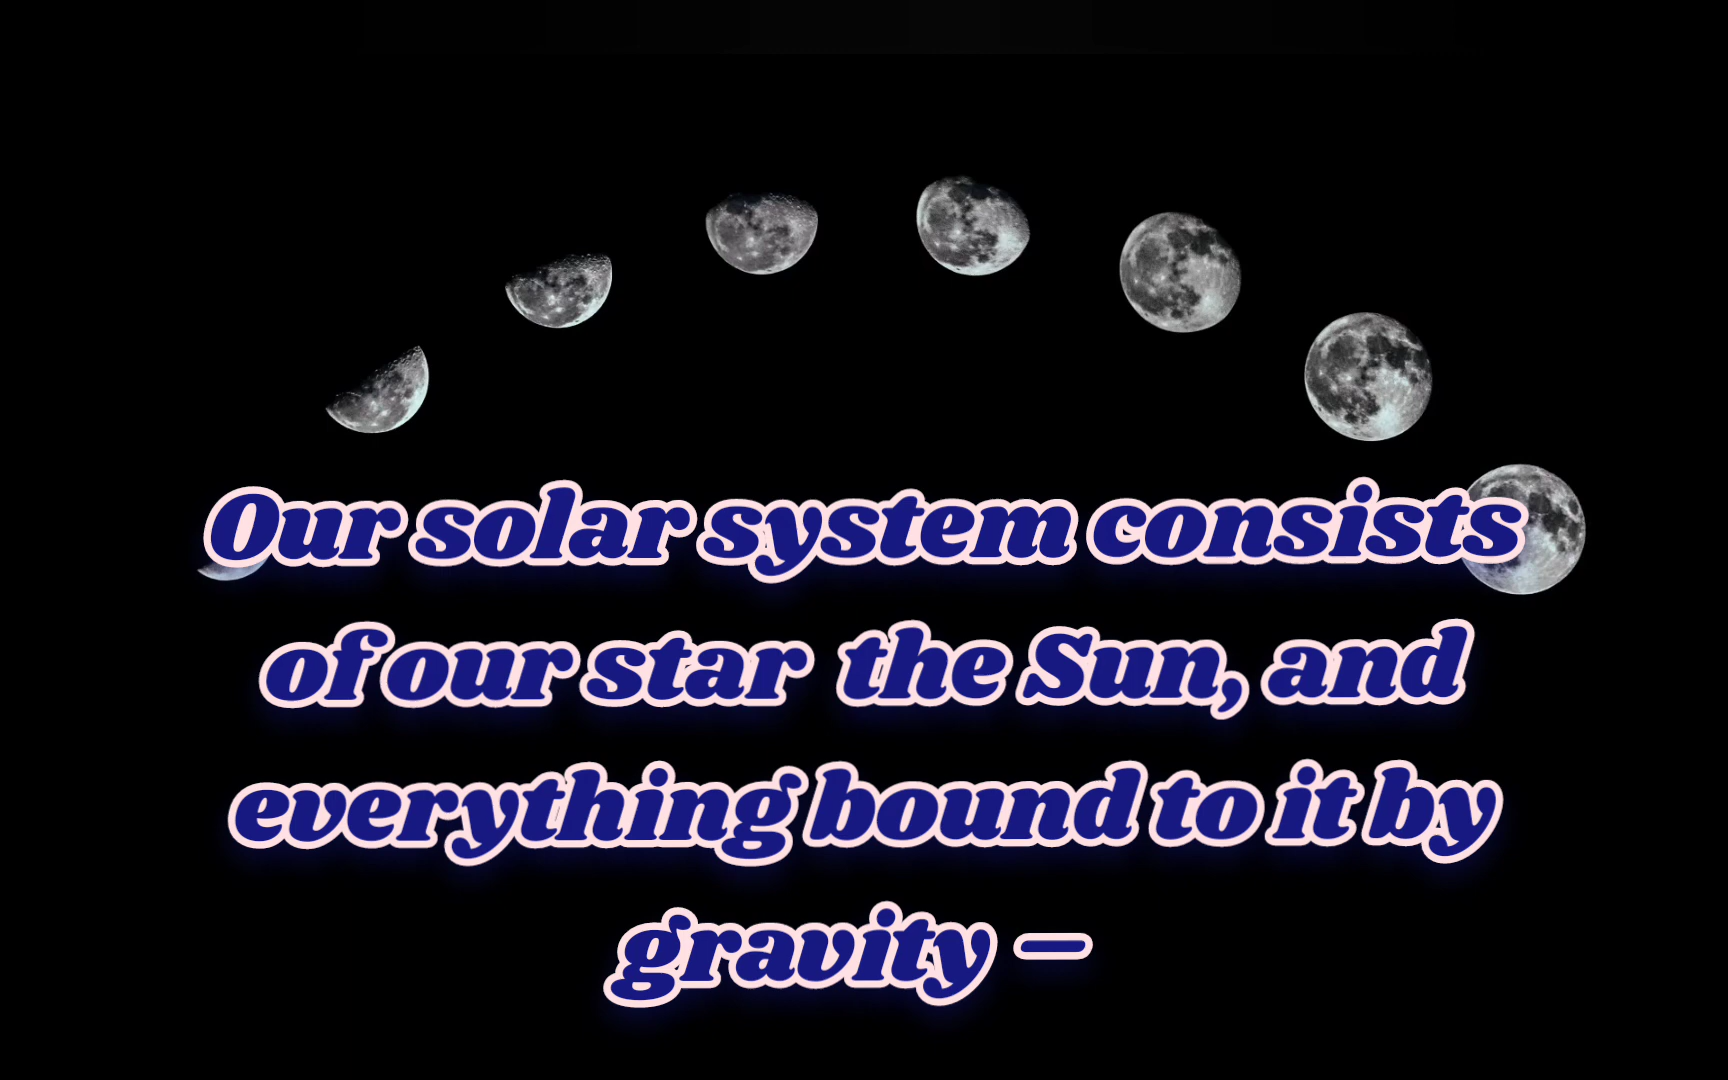 Our solar system consists
of our star  the Sun, and
everything bound to it by
gravity —